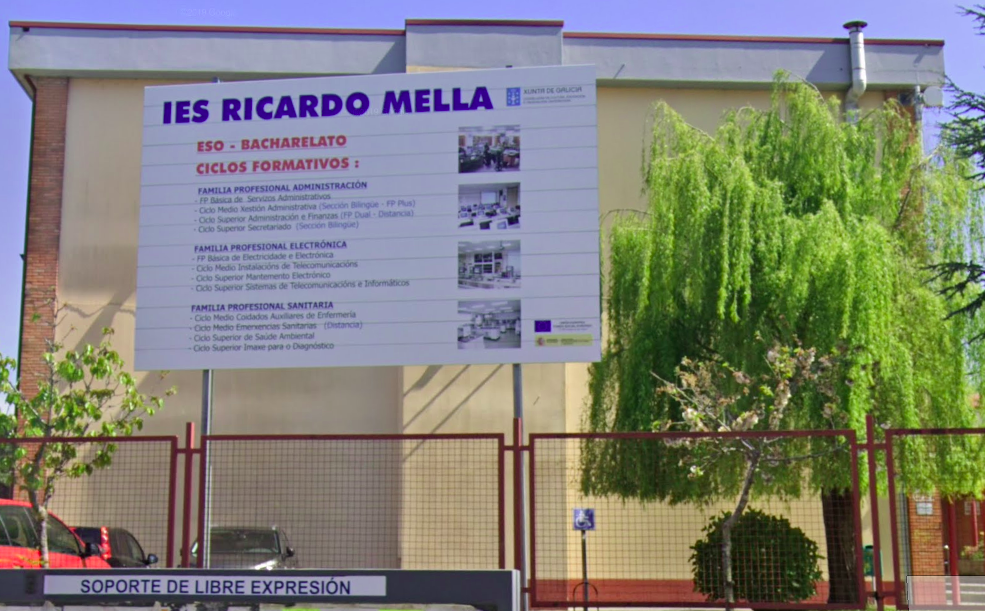 IES RICARDO MELLA
XUNTA DE GALICIA
ESO - BACHARELATO
CICLOS FORMATIVOS :
FAMILIA PROFESIONAL ADMINISTRACIÓN
- FP Básica de Servizos Administrativos
- Ciclo Medio Xestión Administrativa (Sección Bilingüe - FP Plus)
- Ciclo Superior Administración e Finanzas (FP Dual - Distancia)
- Ciclo Superior Secretariado (Sección Bilingüe)
FAMILIA PROFESIONAL ELECTRÓNICA
- FP Básica de Electricidade e Electrónica
- Ciclo Medio Instalacións de Telecomunicacións
- Ciclo Superior Mantemento Electrónico
- Ciclo Superior Sistemas de Telecomunicacións e Informáticos
FAMILIA PROFESIONAL SANITARIA
- Ciclo Medio Coidados Auxiliares de Enfermería
- Ciclo Medio Emerxencias Sanitarias (Distancia)
- Ciclo Superior de Saúde Ambiental
- Ciclo Superior Imaxe para o Diagnóstico
SOPORTE DE LIBRE EXPRESIÓN